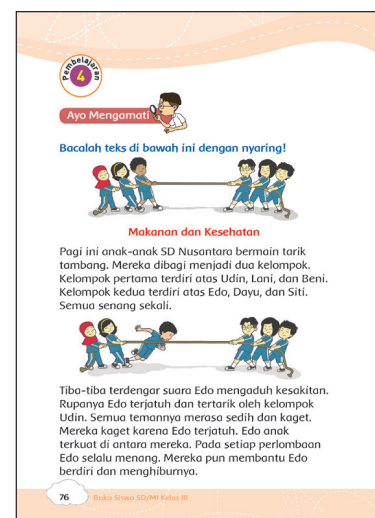 Pembelajaran
4
Ayo Mengamati
Bacalah teks di bawah ini dengan nyaring!
Makanan dan Kesehatan
Pagi ini anak-anak SD Nusantara bermain tarik
tambang. Mereka dibagi menjadi dua kelompok.
Kelompok pertama terdiri atas Udin, Lani, dan Beni.
Kelompok kedua terdiri atas Edo, Dayu, dan Siti.
Semua senang sekali.
Tiba-tiba terdengar suara Edo mengaduh kesakitan.
Rupanya Edo terjatuh dan tertarik oleh kelompok
Udin. Semua temannya merasa sedih dan kaget.
Mereka kaget karena Edo terjatuh. Edo anak
terkuat di antara mereka. Pada setiap perlombaan
Edo selalu menang. Mereka pun membantu Edo
berdiri dan menghiburnya.
76 Buku Siswa SD/MI Kelas III